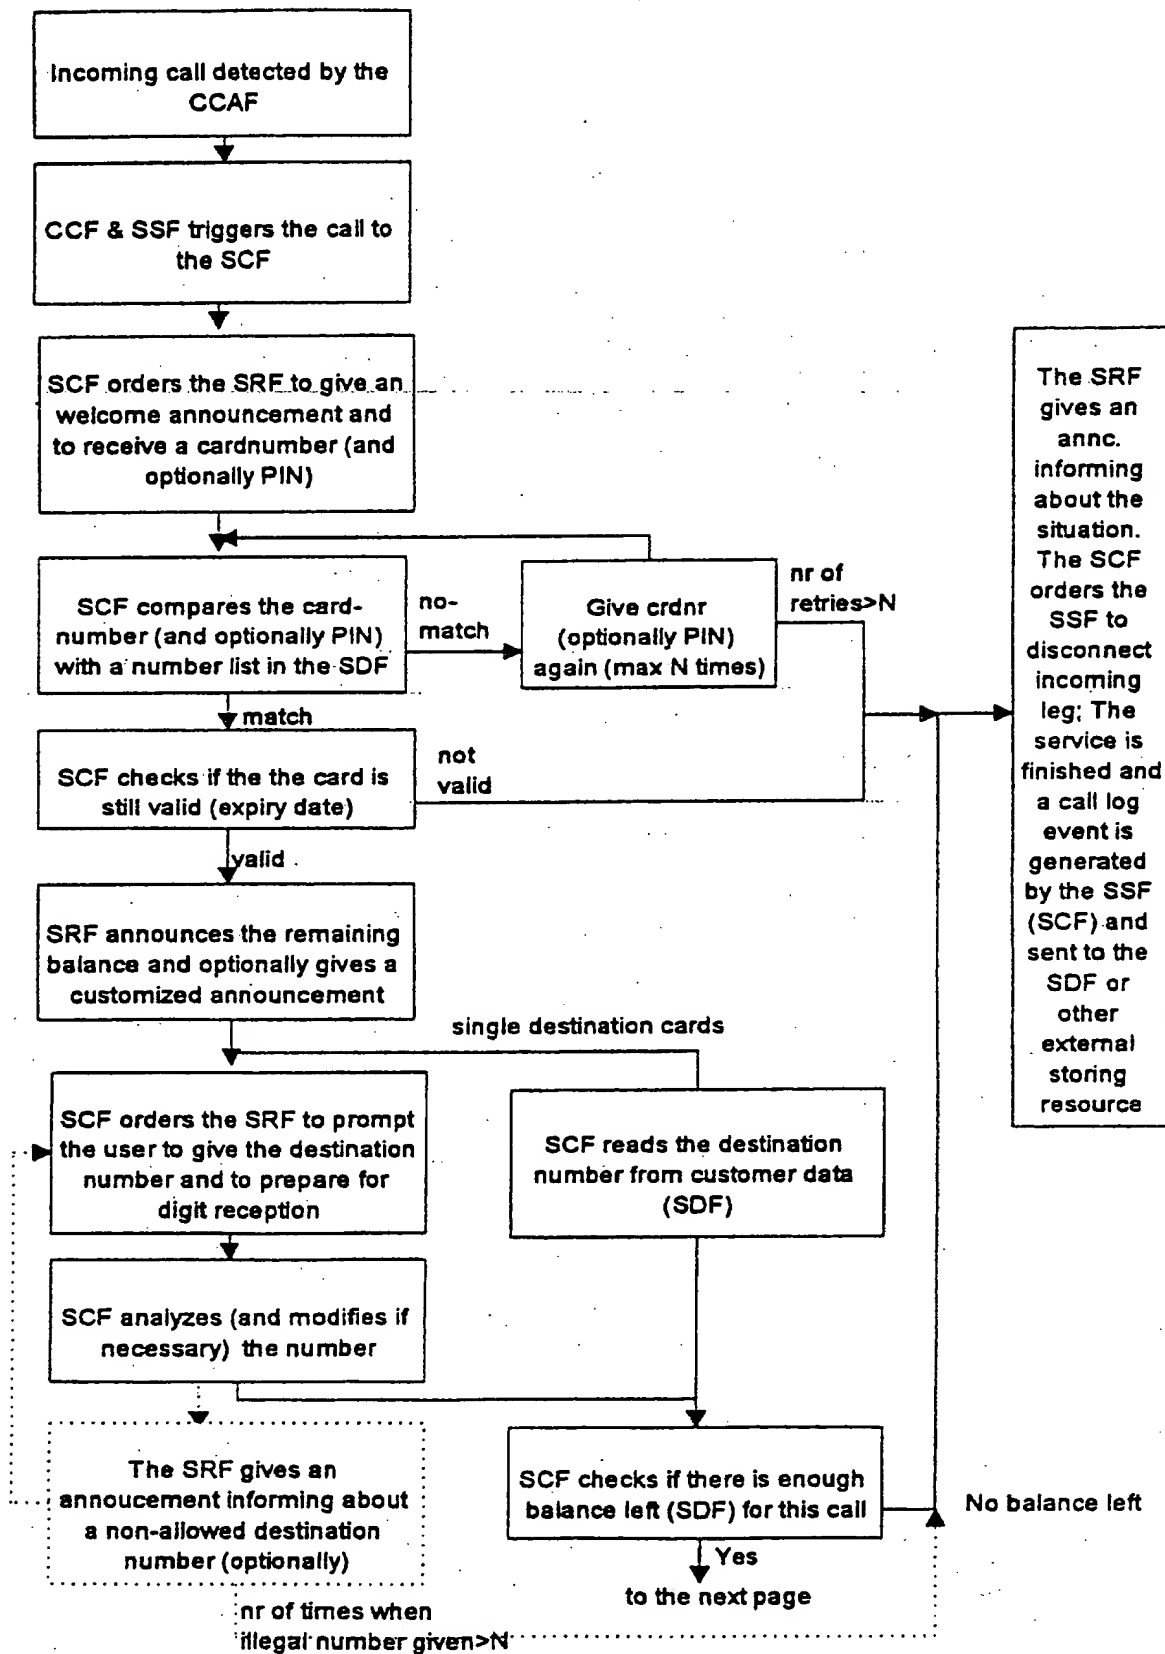 Incoming call detected by the
CCAF
CCF & SSF triggers the call to
the SCF
SCF orders the SRF to give an
welcome announcement and
to receive a cardnumber (and
optionally PIN)
SCF compares the card-
number (and optionally PIN)
with a number list in the SDF
no-
match
Give crdnr
(optionally PIN)
again (max N times)
nr of
retries>N
match
SCF checks if the the card is
still valid (expiry date)
not
valid
valid
SRF announces the remaining
balance and optionally gives a
customized announcement
single destination cards
SCF orders the SRF to prompt
the user to give the destination
number and to prepare for
digit reception
SCF reads the destination
number from customer data
(SDF)
SCF analyzes (and modifies if
necessary) the number
The SRF gives an
annoucement informing about
a non-allowed destination
number (optionally)
SCF checks if there is enough
balance left (SDF) for this call
No balance left
Yes
to the next page
nr of times when
illegal number given>N
The SRF
gives an
annc.
informing
about the
situation.
The SCF
orders the
SSF to
disconnect
incoming
leg; The
service is
finished and
a call log
event is
generated
by the SSF
(SCF) and
sent to the
SDF or
other
external
storing
resource